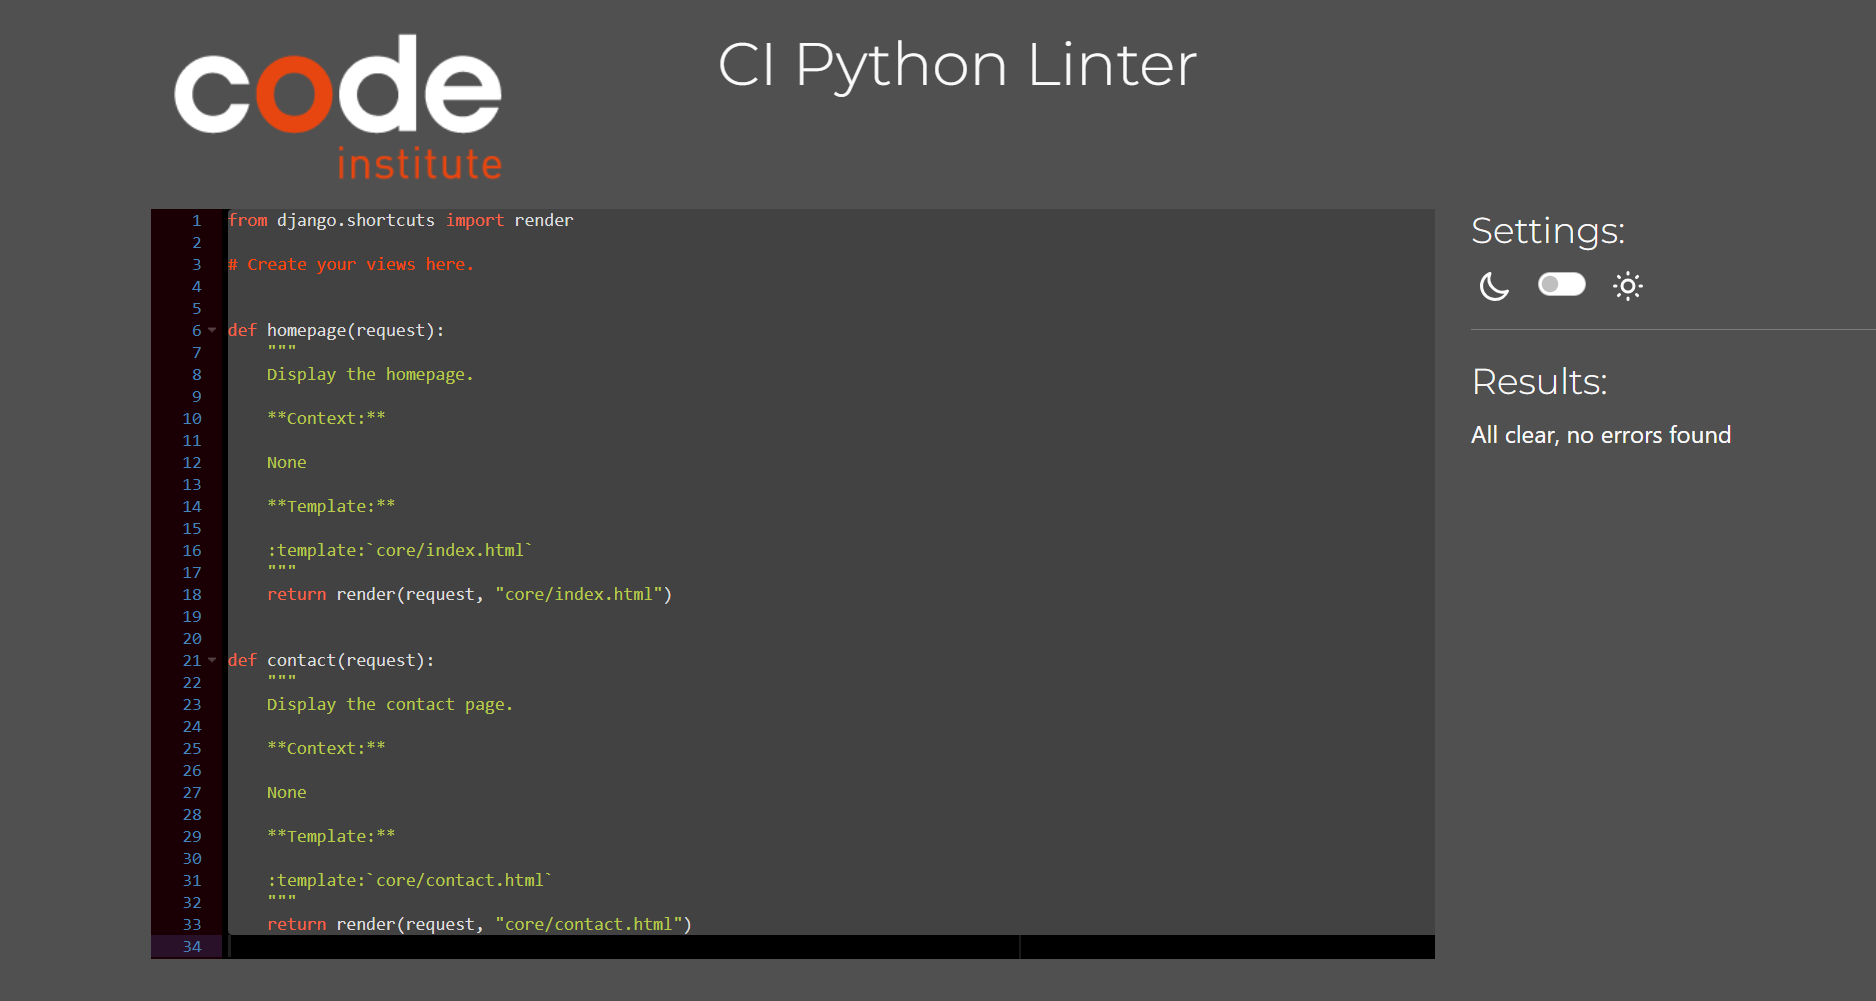 code
institute
CI Python Linter
1 from django.shortcuts import render
2
3 # Create your views here.
4
5
6 def homepage(request):
7     """
8     Display the homepage.
9
10     **Context:**
11
12     None
13
14     **Template:**
15
16     :template:`core/index.html`
17     """
18     return render(request, "core/index.html")
19
20
21 def contact(request):
22     """
23     Display the contact page.
24
25     **Context:**
26
27     None
28
29     **Template:**
30
31     :template:`core/contact.html`
32     """
33     return render(request, "core/contact.html")
34
Settings:
Results:
All clear, no errors found